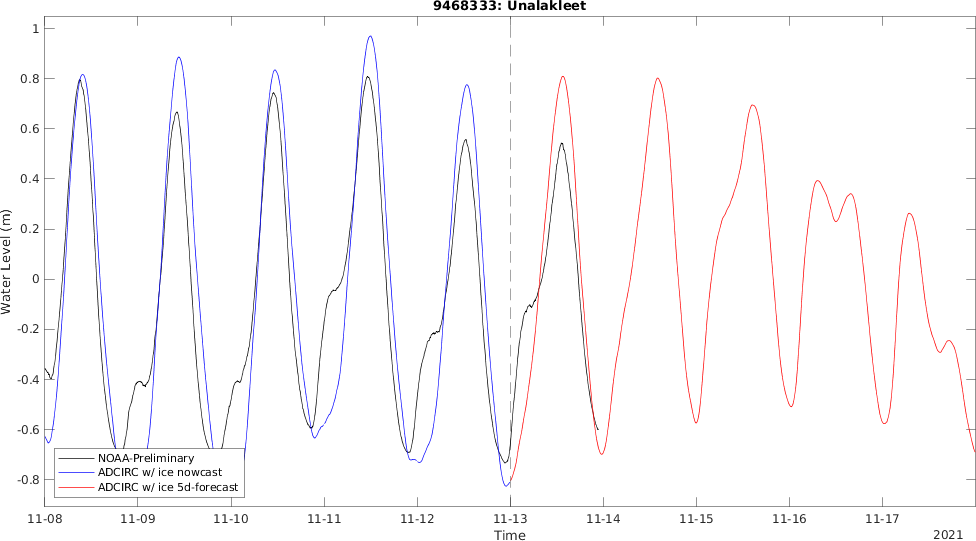 9468333: Unalakleet
Water Level (m)
1
0.8
0.6
0.4
0.2
0
-0.2
-0.4
-0.6
-0.8
NOAA-Preliminary
ADCIRC w/ ice nowcast
ADCIRC w/ ice 5d-forecast
11-08 11-09 11-10 11-11 11-12 11-13 11-14 11-15 11-16 11-17
Time
2021